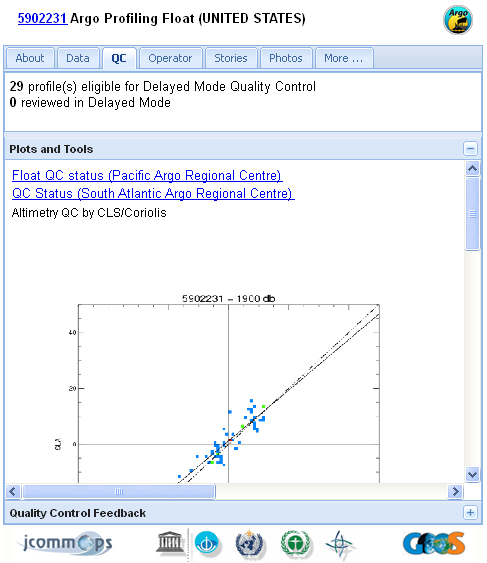 5902231 Argo Profiling Float (UNITED STATES)
Argo
About Data QC Operator Stories Photos More ...
29 profile(s) eligible for Delayed Mode Quality Control
0 reviewed in Delayed Mode
Plots and Tools
Float QC status (Pacific Argo Regional Centre)
QC Status (South Atlantic Argo Regional Centre)
Altimetry QC by CLS/Coriolis
5902231 - 1900 db
40
20
0
SLA
Quality Control Feedback
jcommops
GOOS